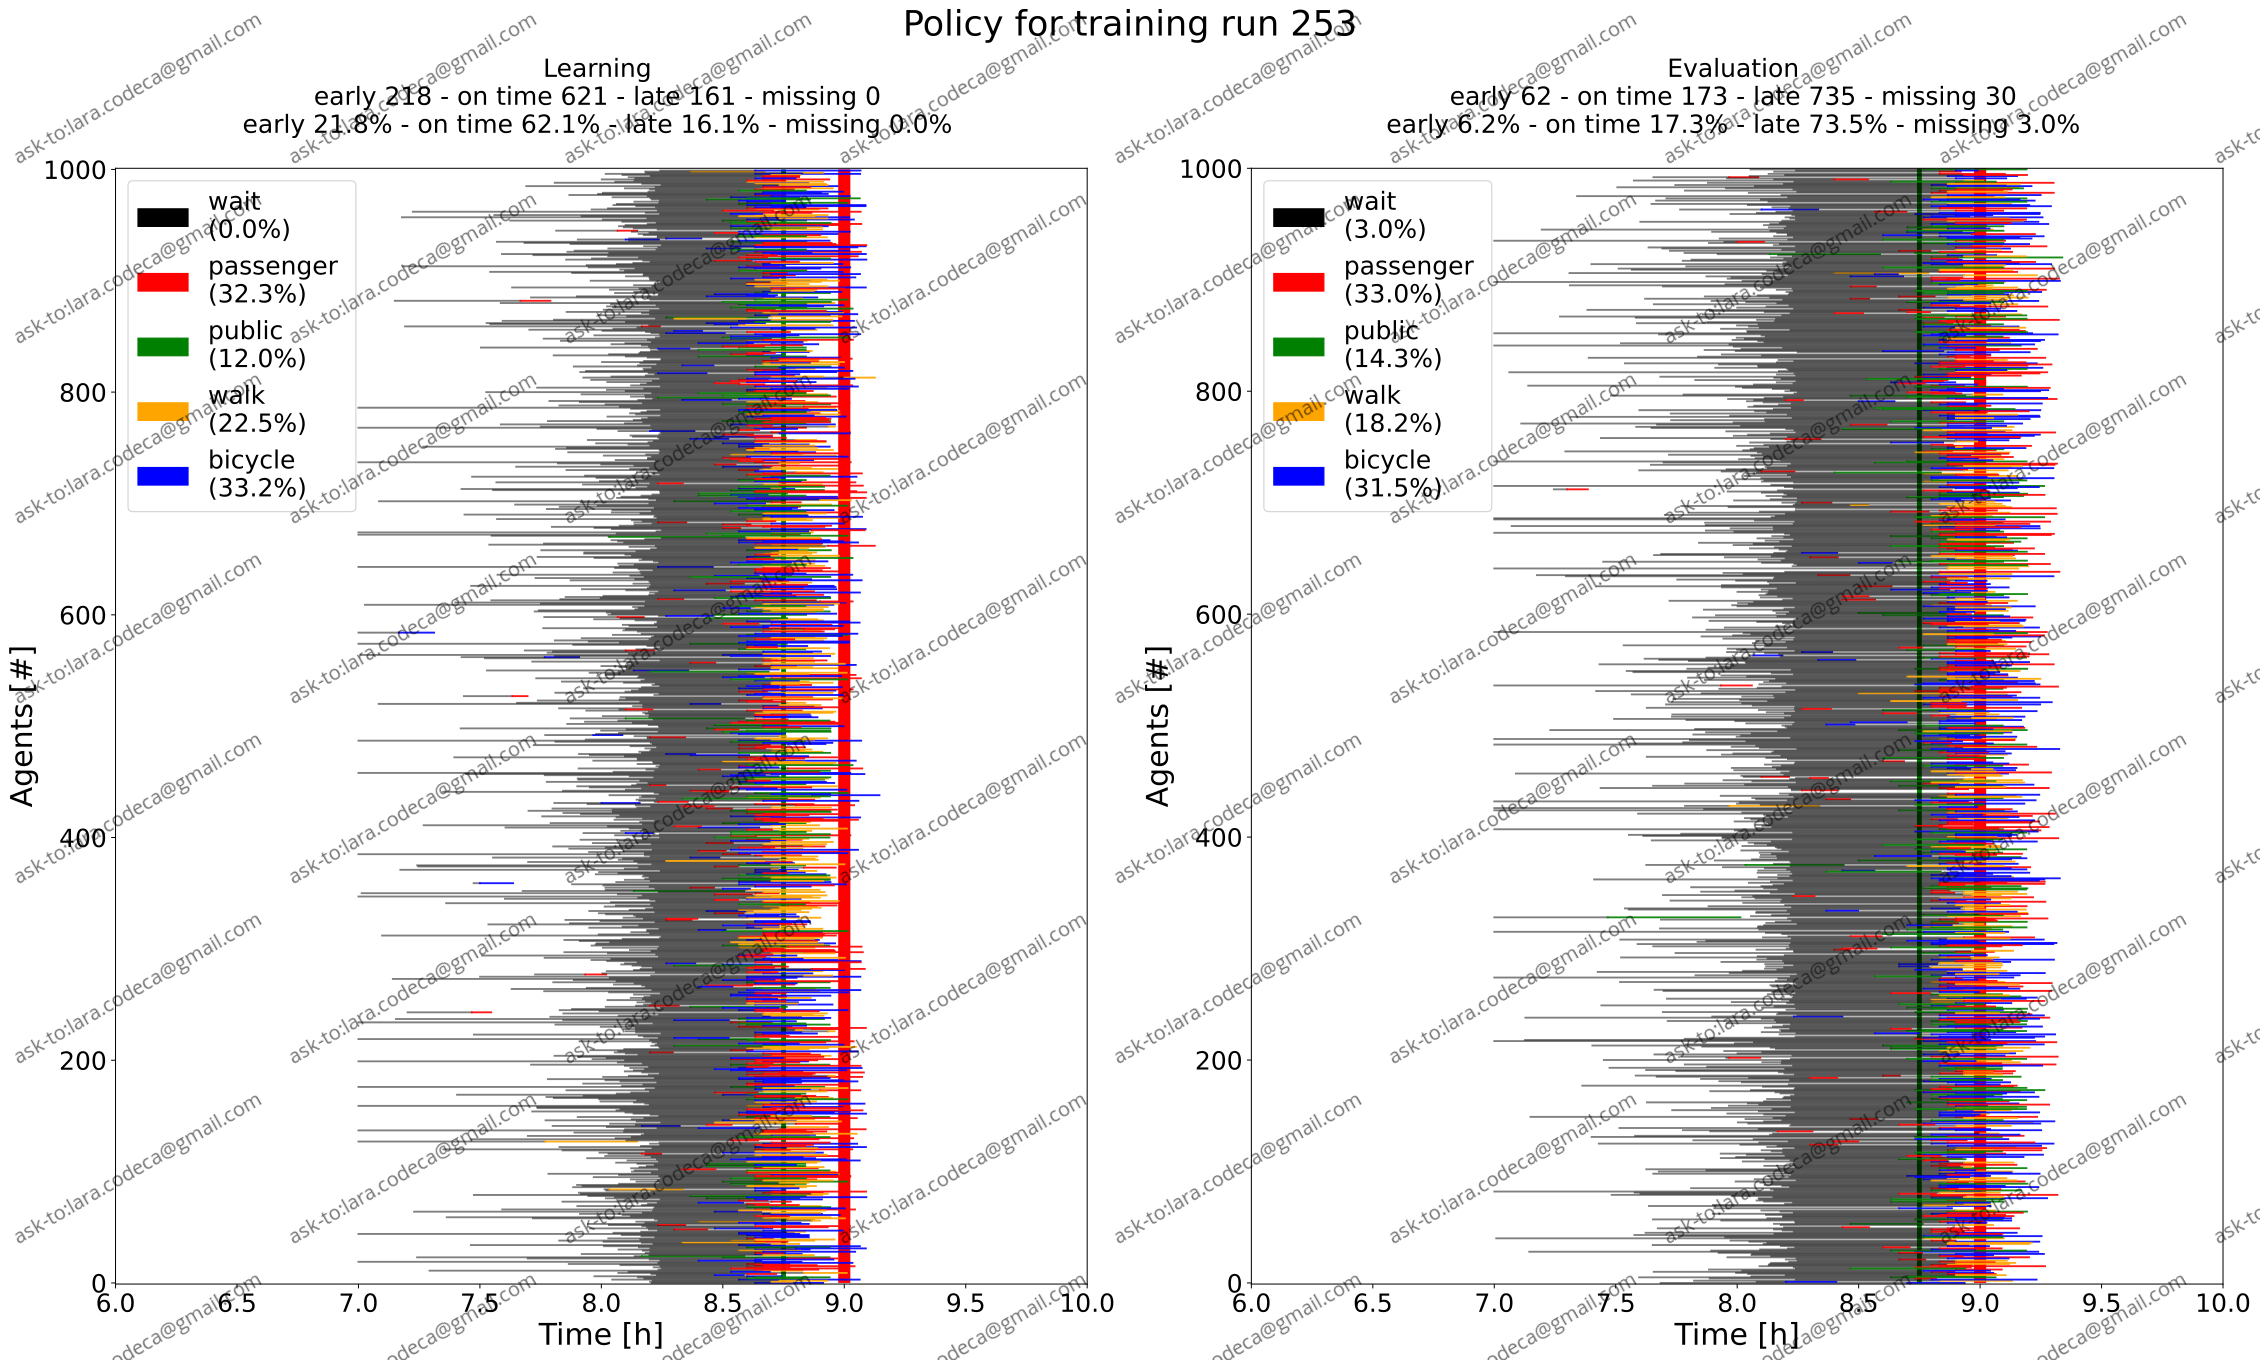 Policy for training run 253
Learning
early 218 - on time 621 - late 161 - missing 0
early 21.8% - on time 62.1% - late 16.1% - missing 0.0%
1000
800
600
400
200
0
Agents [#]
wait
(0.0%)
passenger
(32.3%)
public
(12.0%)
walk
(22.5%)
bicycle
(33.2%)
6.0 6.5 7.0 7.5 8.0 8.5 9.0 9.5 10.0
Time [h]
Evaluation
early 62 - on time 173 - late 735 - missing 30
early 6.2% - on time 17.3% - late 73.5% - missing 3.0%
1000
800
600
400
200
0
Agents [#]
wait
(3.0%)
passenger
(33.0%)
public
(14.3%)
walk
(18.2%)
bicycle
(31.5%)
6.0 6.5 7.0 7.5 8.0 8.5 9.0 9.5 10.0
Time [h]
ask-to:lara.codeca@gmail.com